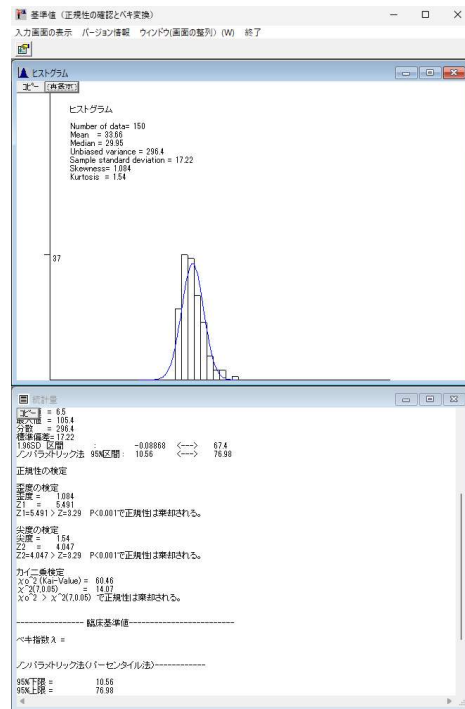 基準値(正規性の確認とベキ変換)
入力画面の表示 バージョン情報 ウィンドウ(画面の整列) (W) 終了
ヒストグラム
コピー (再表示)
ヒストグラム
Number of data= 150
Mean = 33.66
Median = 29.95
Unbiased variance = 296.4
Sample standard deviation = 17.22
Skewness= 1.084
Kurtosis = 1.54
37
統計量
コピー = 6.5
最大値 = 105.4
分散 = 296.4
標準偏差= 17.22
1.96SD 区間 : -0.08868 <---> 67.4
ノンパラメトリック法 95%区間: 10.56 <---> 76.98
正規性の検定
歪度の検定
歪度 = 1.084
Z1 = 5.491
Z1=5.491 > Z=3.29 P<0.001で正規性は棄却される。
尖度の検定
尖度 = 1.54
Z2 = 4.047
Z2=4.047 > Z=3.29 P<0.001で正規性は棄却される。
カイ二乗検定
χo^2 (Kai-Value) = 60.46
χ^2(7,0.05) = 14.07
χo^2 > χ^2(7,0.05) で正規性は棄却される。
---------------- 臨床基準値-------------------------
ベキ指数λ =
ノンパラメトリック法(パーセンタイル法)------------
95%下限 = 10.56
95%上限 = 76.98